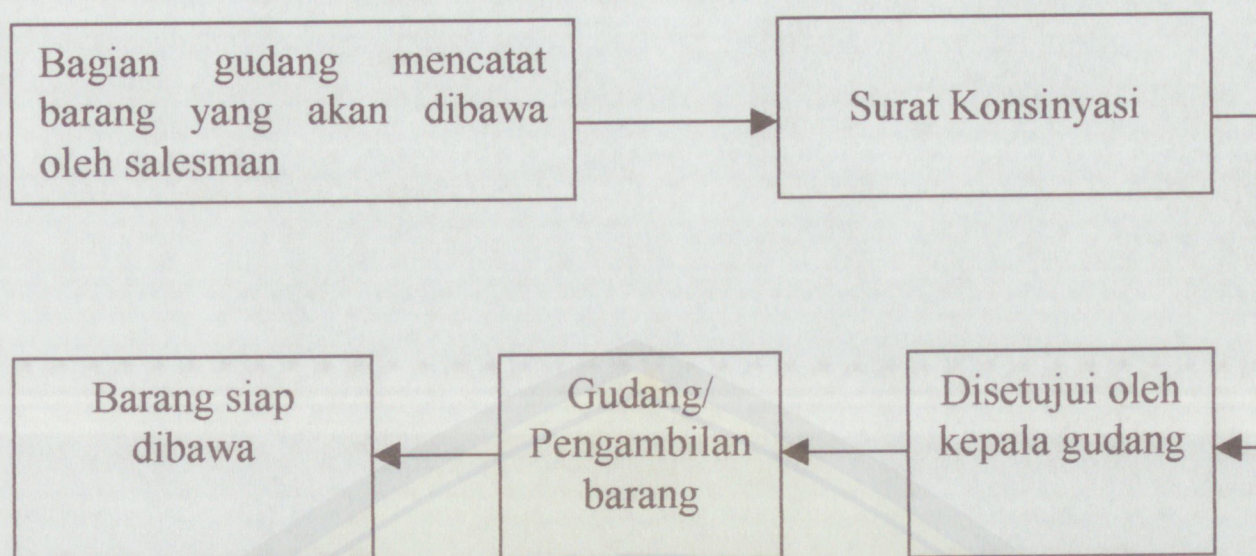 Bagian gudang mencatat
barang yang akan dibawa
oleh salesman
Surat Konsinyasi
Barang siap
dibawa
Gudang/
Pengambilan
barang
Disetujui oleh
kepala gudang